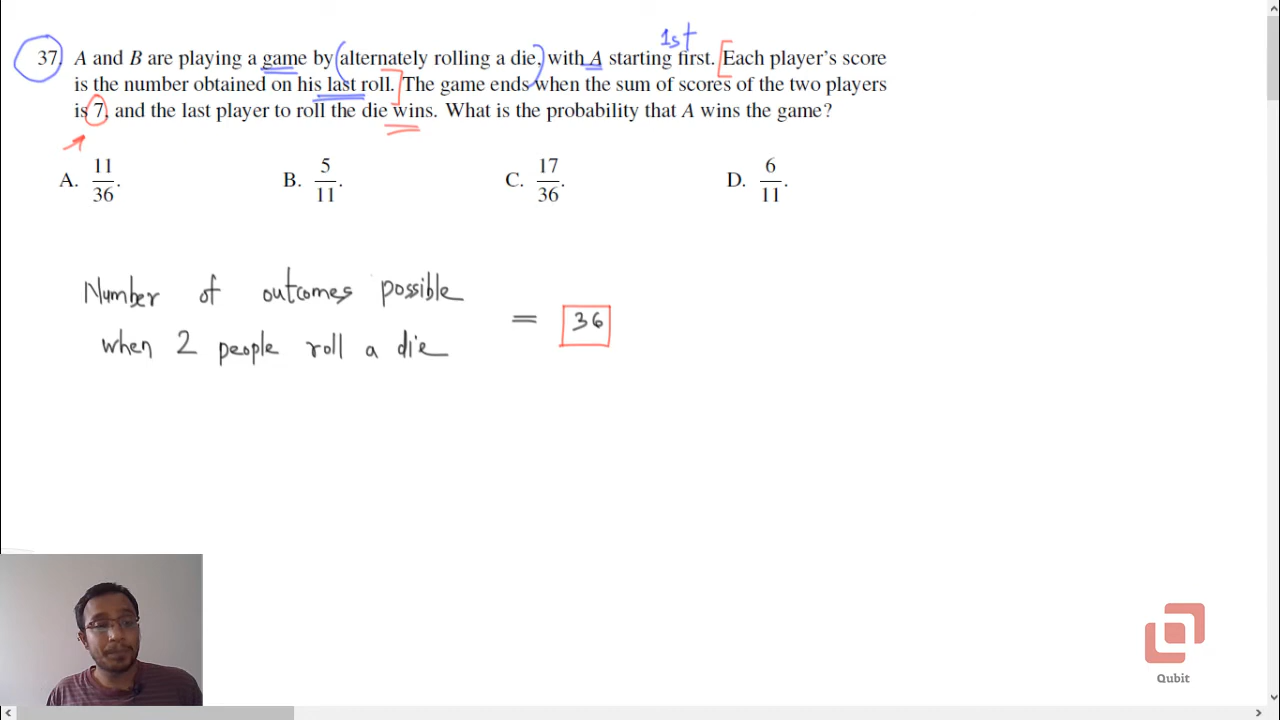 1st
37. A and B are playing a game by alternately rolling a die, with A starting first. Each player's score
is the number obtained on his last roll. The game ends when the sum of scores of the two players
is 7, and the last player to roll the die wins. What is the probability that A wins the game?
A. 11/36. B. 5/11. C. 17/36. D. 6/11.
Number of outcomes possible
when 2 people roll a die = 36
Qubit